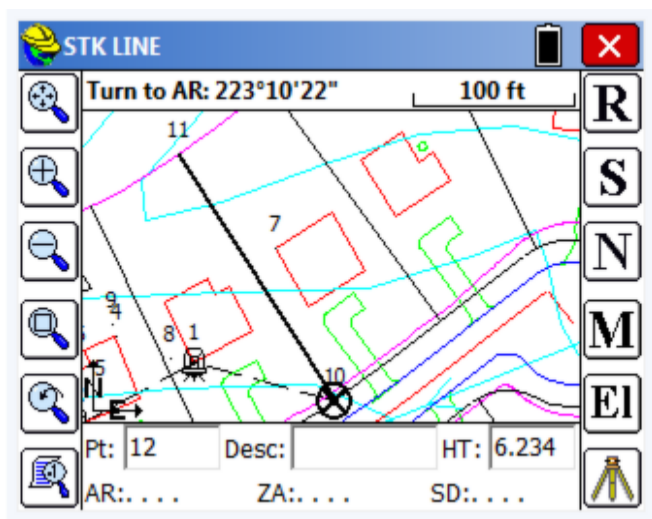 STK LINE
Turn to AR: 223°10'22" 100 ft
R
S
N
M
El
11
7
9
4
8 1
5
10
N
E
Pt: 12 Desc: HT: 6.234
AR:. . . . ZA:. . . . SD:. . . .